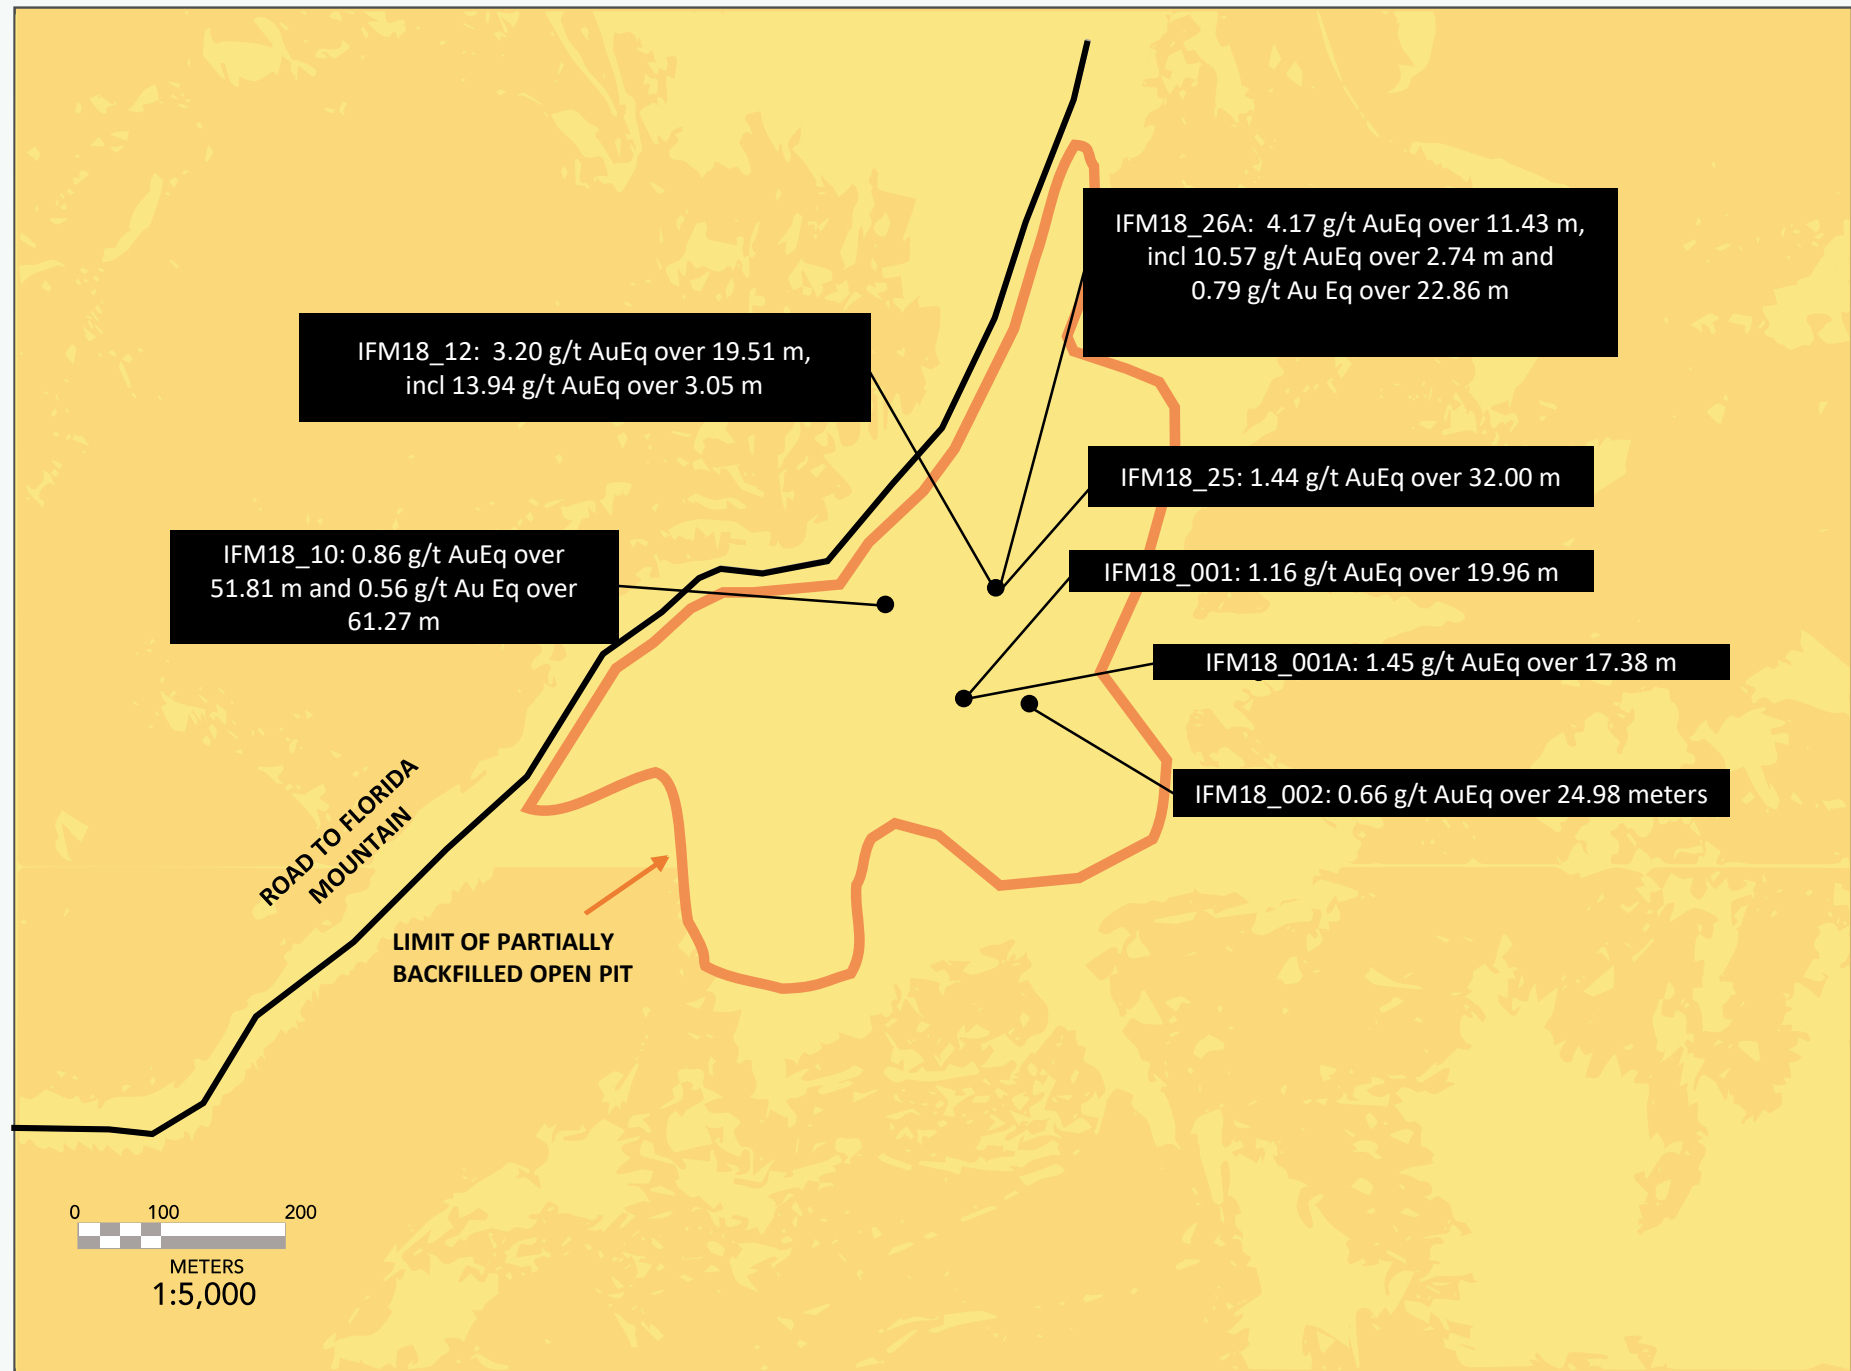 IFM18_26A:  4.17 g/t AuEq over 11.43 m,
incl 10.57 g/t AuEq over 2.74 m and
0.79 g/t Au Eq over 22.86 m
IFM18_12:  3.20 g/t AuEq over 19.51 m,
incl 13.94 g/t AuEq over 3.05 m
IFM18_25: 1.44 g/t AuEq over 32.00 m
IFM18_10: 0.86 g/t AuEq over
51.81 m and 0.56 g/t Au Eq over
61.27 m
IFM18_001: 1.16 g/t AuEq over 19.96 m
IFM18_001A: 1.45 g/t AuEq over 17.38 m
IFM18_002: 0.66 g/t AuEq over 24.98 meters
ROAD TO FLORIDA
MOUNTAIN
LIMIT OF PARTIALLY
BACKFILLED OPEN PIT
0 100 200
METERS
1:5,000